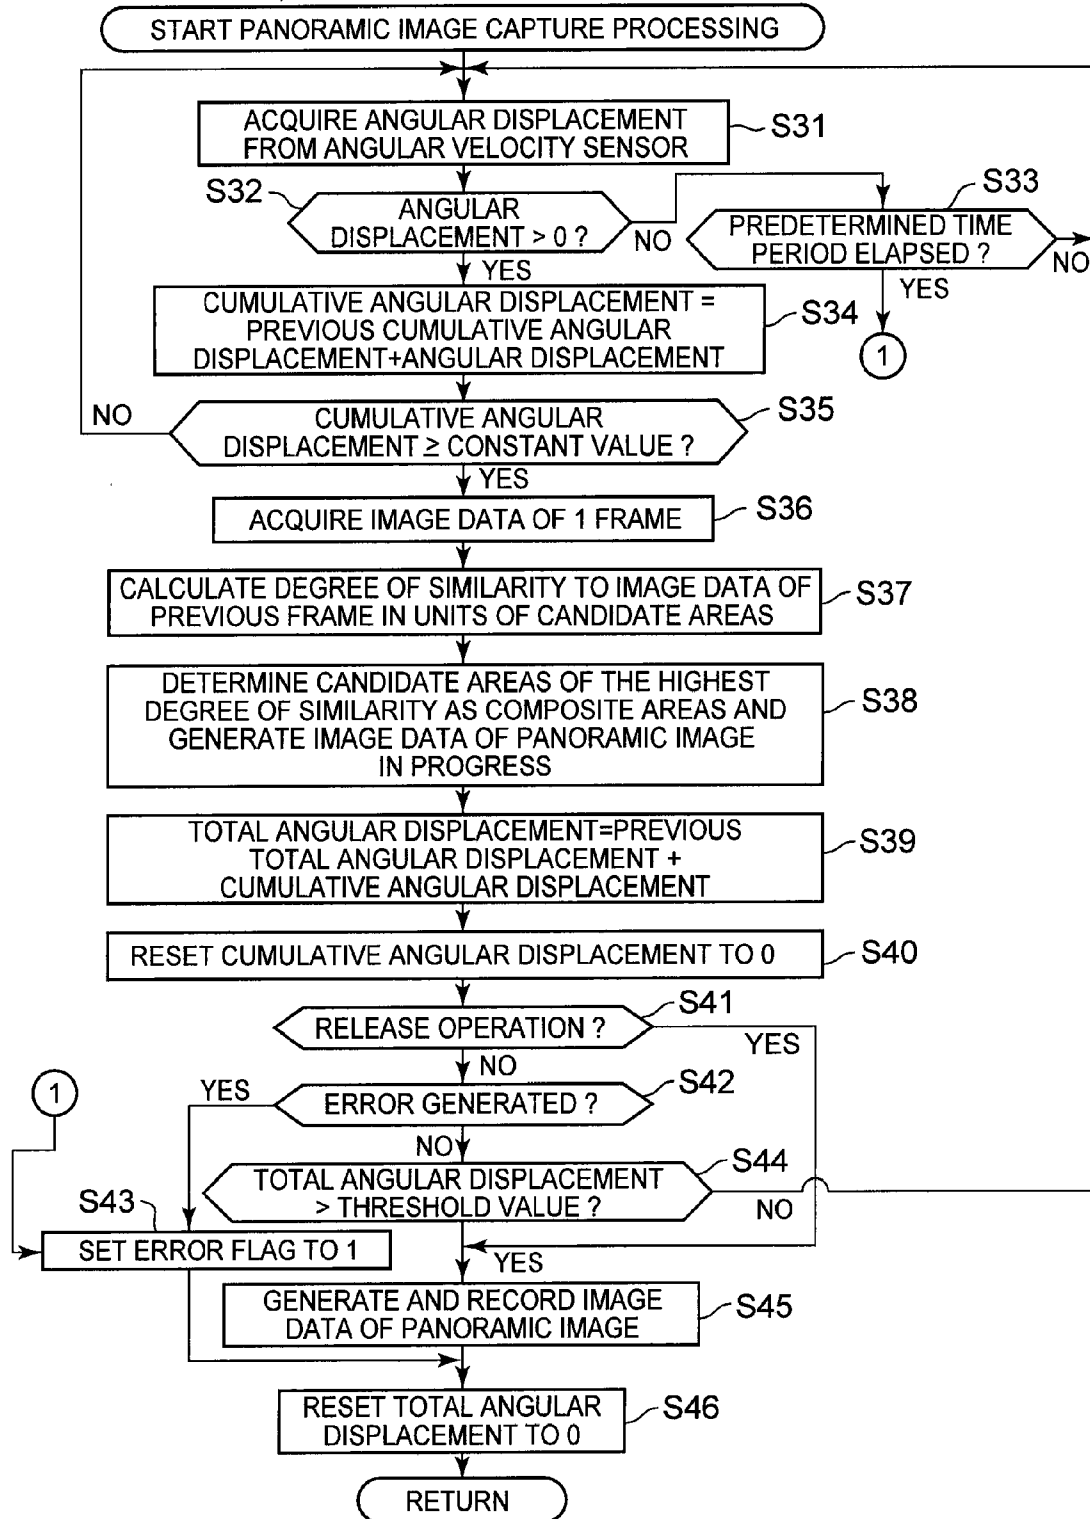 START PANORAMIC IMAGE CAPTURE PROCESSING
ACQUIRE ANGULAR DISPLACEMENT
FROM ANGULAR VELOCITY SENSOR
S31
S32
ANGULAR
DISPLACEMENT > 0 ?
NO
YES
S33
PREDETERMINED TIME
PERIOD ELAPSED ?
NO
YES
1
CUMULATIVE ANGULAR DISPLACEMENT =
PREVIOUS CUMULATIVE ANGULAR
DISPLACEMENT+ANGULAR DISPLACEMENT
S34
NO
CUMULATIVE ANGULAR
DISPLACEMENT ≥ CONSTANT VALUE ?
S35
YES
ACQUIRE IMAGE DATA OF 1 FRAME
S36
CALCULATE DEGREE OF SIMILARITY TO IMAGE DATA OF
PREVIOUS FRAME IN UNITS OF CANDIDATE AREAS
S37
DETERMINE CANDIDATE AREAS OF THE HIGHEST
DEGREE OF SIMILARITY AS COMPOSITE AREAS AND
GENERATE IMAGE DATA OF PANORAMIC IMAGE
IN PROGRESS
S38
TOTAL ANGULAR DISPLACEMENT=PREVIOUS
TOTAL ANGULAR DISPLACEMENT +
CUMULATIVE ANGULAR DISPLACEMENT
S39
RESET CUMULATIVE ANGULAR DISPLACEMENT TO 0
S40
RELEASE OPERATION ?
S41
YES
NO
1
YES
ERROR GENERATED ?
S42
NO
TOTAL ANGULAR DISPLACEMENT
> THRESHOLD VALUE ?
S44
NO
YES
S43
SET ERROR FLAG TO 1
GENERATE AND RECORD IMAGE
DATA OF PANORAMIC IMAGE
S45
RESET TOTAL ANGULAR
DISPLACEMENT TO 0
S46
RETURN